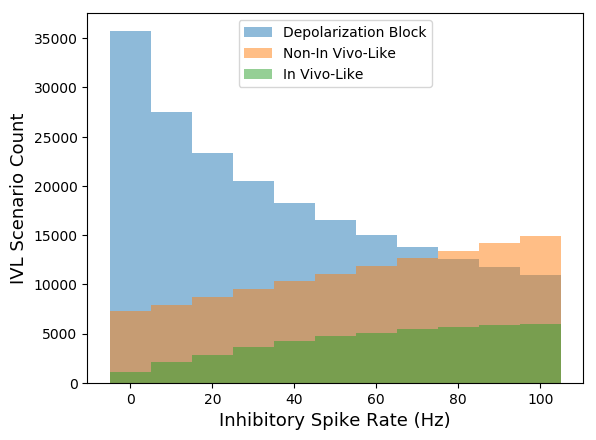 Depolarization Block
Non-In Vivo-Like
In Vivo-Like
IVL Scenario Count
35000
30000
25000
20000
15000
10000
5000
0
0 20 40 60 80 100
Inhibitory Spike Rate (Hz)